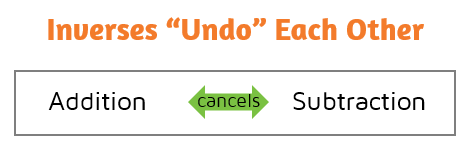 Inverses “Undo” Each Other
Addition cancels Subtraction